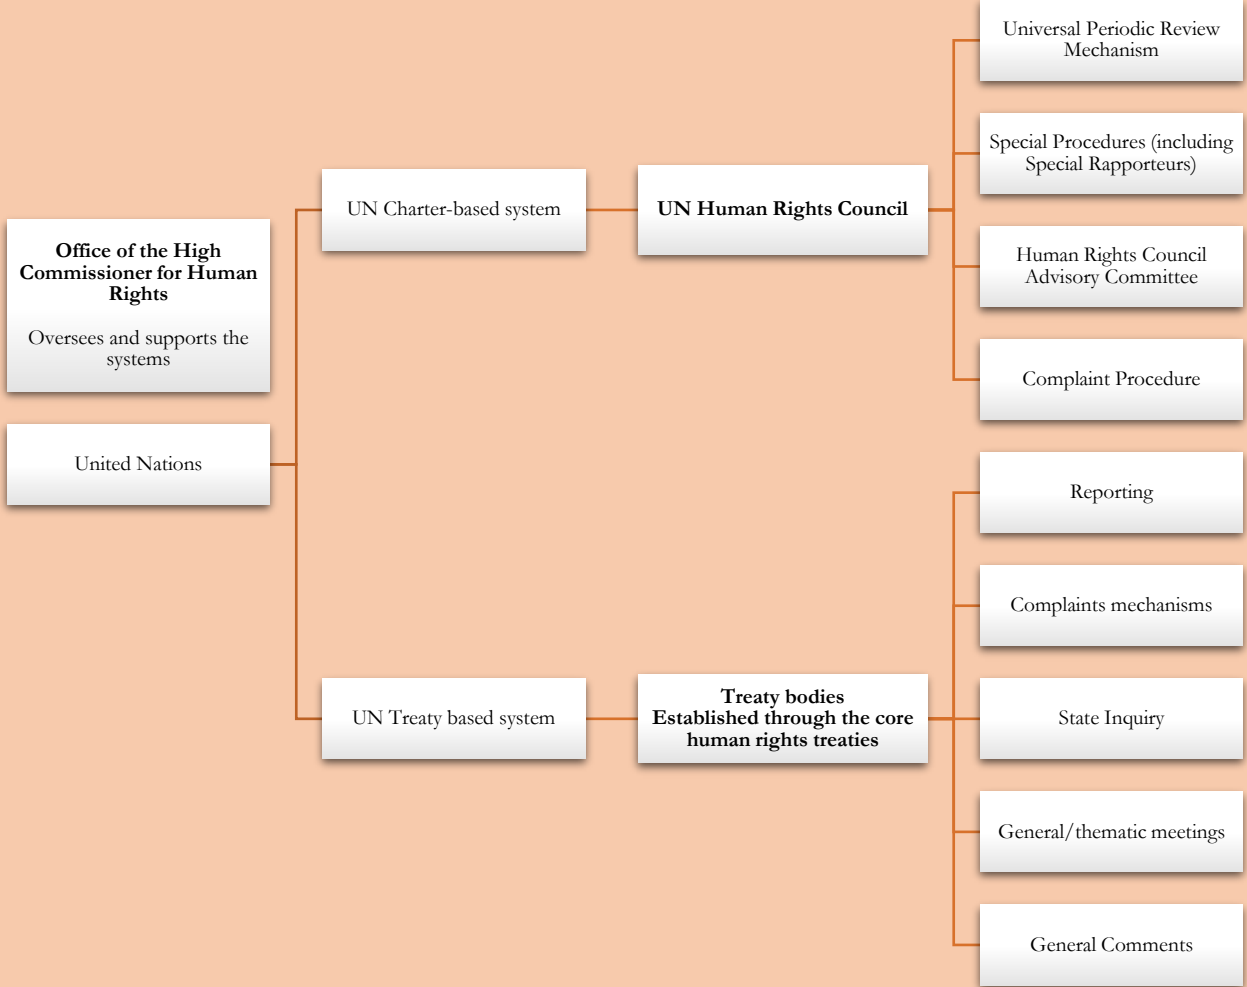 Office of the High
Commissioner for Human
Rights
Oversees and supports the
systems
United Nations
UN Charter-based system
UN Human Rights Council
Universal Periodic Review
Mechanism
Special Procedures (including
Special Rapporteurs)
Human Rights Council
Advisory Committee
Complaint Procedure
UN Treaty based system
Treaty bodies
Established through the core
human rights treaties
Reporting
Complaints mechanisms
State Inquiry
General/thematic meetings
General Comments